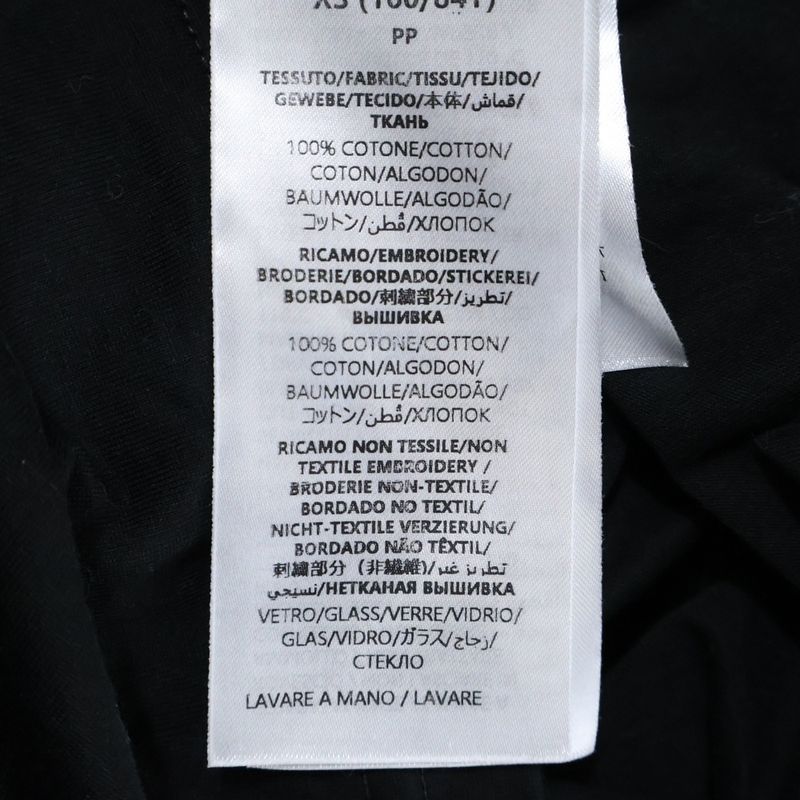 XS (160/84Y)
PP
TESSUTO/FABRIC/TISSU/TEJIDO/
GEWEBE/TECIDO/本体/قماش/
ТКАНЬ
100% COTONE/COTTON/
COTON/ALGODON/
BAUMWOLLE/ALGODÃO/
コットン/قُطن/ХЛОПОК
RICAMO/EMBROIDERY/
BRODERIE/BORDADO/STICKEREI/
BORDADO/刺繍部分/تطريز/
ВЫШИВКА
100% COTONE/COTTON/
COTON/ALGODON/
BAUMWOLLE/ALGODÃO/
コットン/قُطن/ХЛОПОК
RICAMO NON TESSILE/NON
TEXTILE EMBROIDERY /
BRODERIE NON-TEXTILE/
BORDADO NO TEXTIL/
NICHT-TEXTILE VERZIERUNG/
BORDADO NÃO TÊXTIL/
刺繍部分 (非繊維)/تطريز غير
نسيجي/НЕТКАНАЯ ВЫШИВКА
VETRO/GLASS/VERRE/VIDRIO/
GLAS/VIDRO/ガラス/زجاج/
СТЕКЛО
LAVARE A MANO / LAVARE